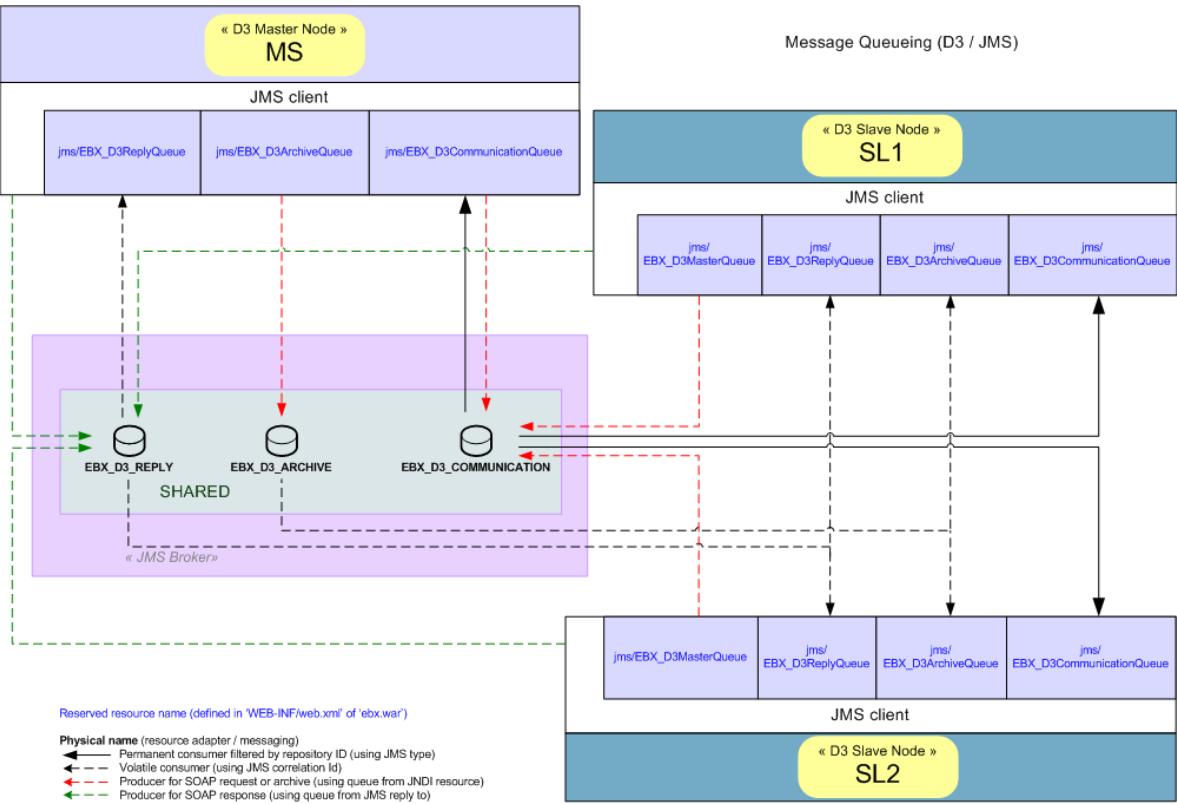 « D3 Master Node »
MS
Message Queueing (D3 / JMS)
JMS client
jms/EBX_D3ReplyQueue
jms/EBX_D3ArchiveQueue
jms/EBX_D3CommunicationQueue
« D3 Slave Node »
SL1
JMS client
jms/
EBX_D3MasterQueue
jms/
EBX_D3ReplyQueue
jms/
EBX_D3ArchiveQueue
jms/
EBX_D3CommunicationQueue
EBX_D3_REPLY
EBX_D3_ARCHIVE
EBX_D3_COMMUNICATION
SHARED
« JMS Broker»
jms/EBX_D3MasterQueue
jms/
EBX_D3ReplyQueue
jms/
EBX_D3ArchiveQueue
jms/
EBX_D3CommunicationQueue
JMS client
« D3 Slave Node »
SL2
Reserved resource name (defined in 'WEB-INF/web.xml' of 'ebx.war')
Physical name (resource adapter / messaging)
Permanent consumer filtered by repository ID (using JMS type)
Volatile consumer (using JMS correlation Id)
Producer for SOAP request or archive (using queue from JNDI resource)
Producer for SOAP response (using queue from JMS reply to)